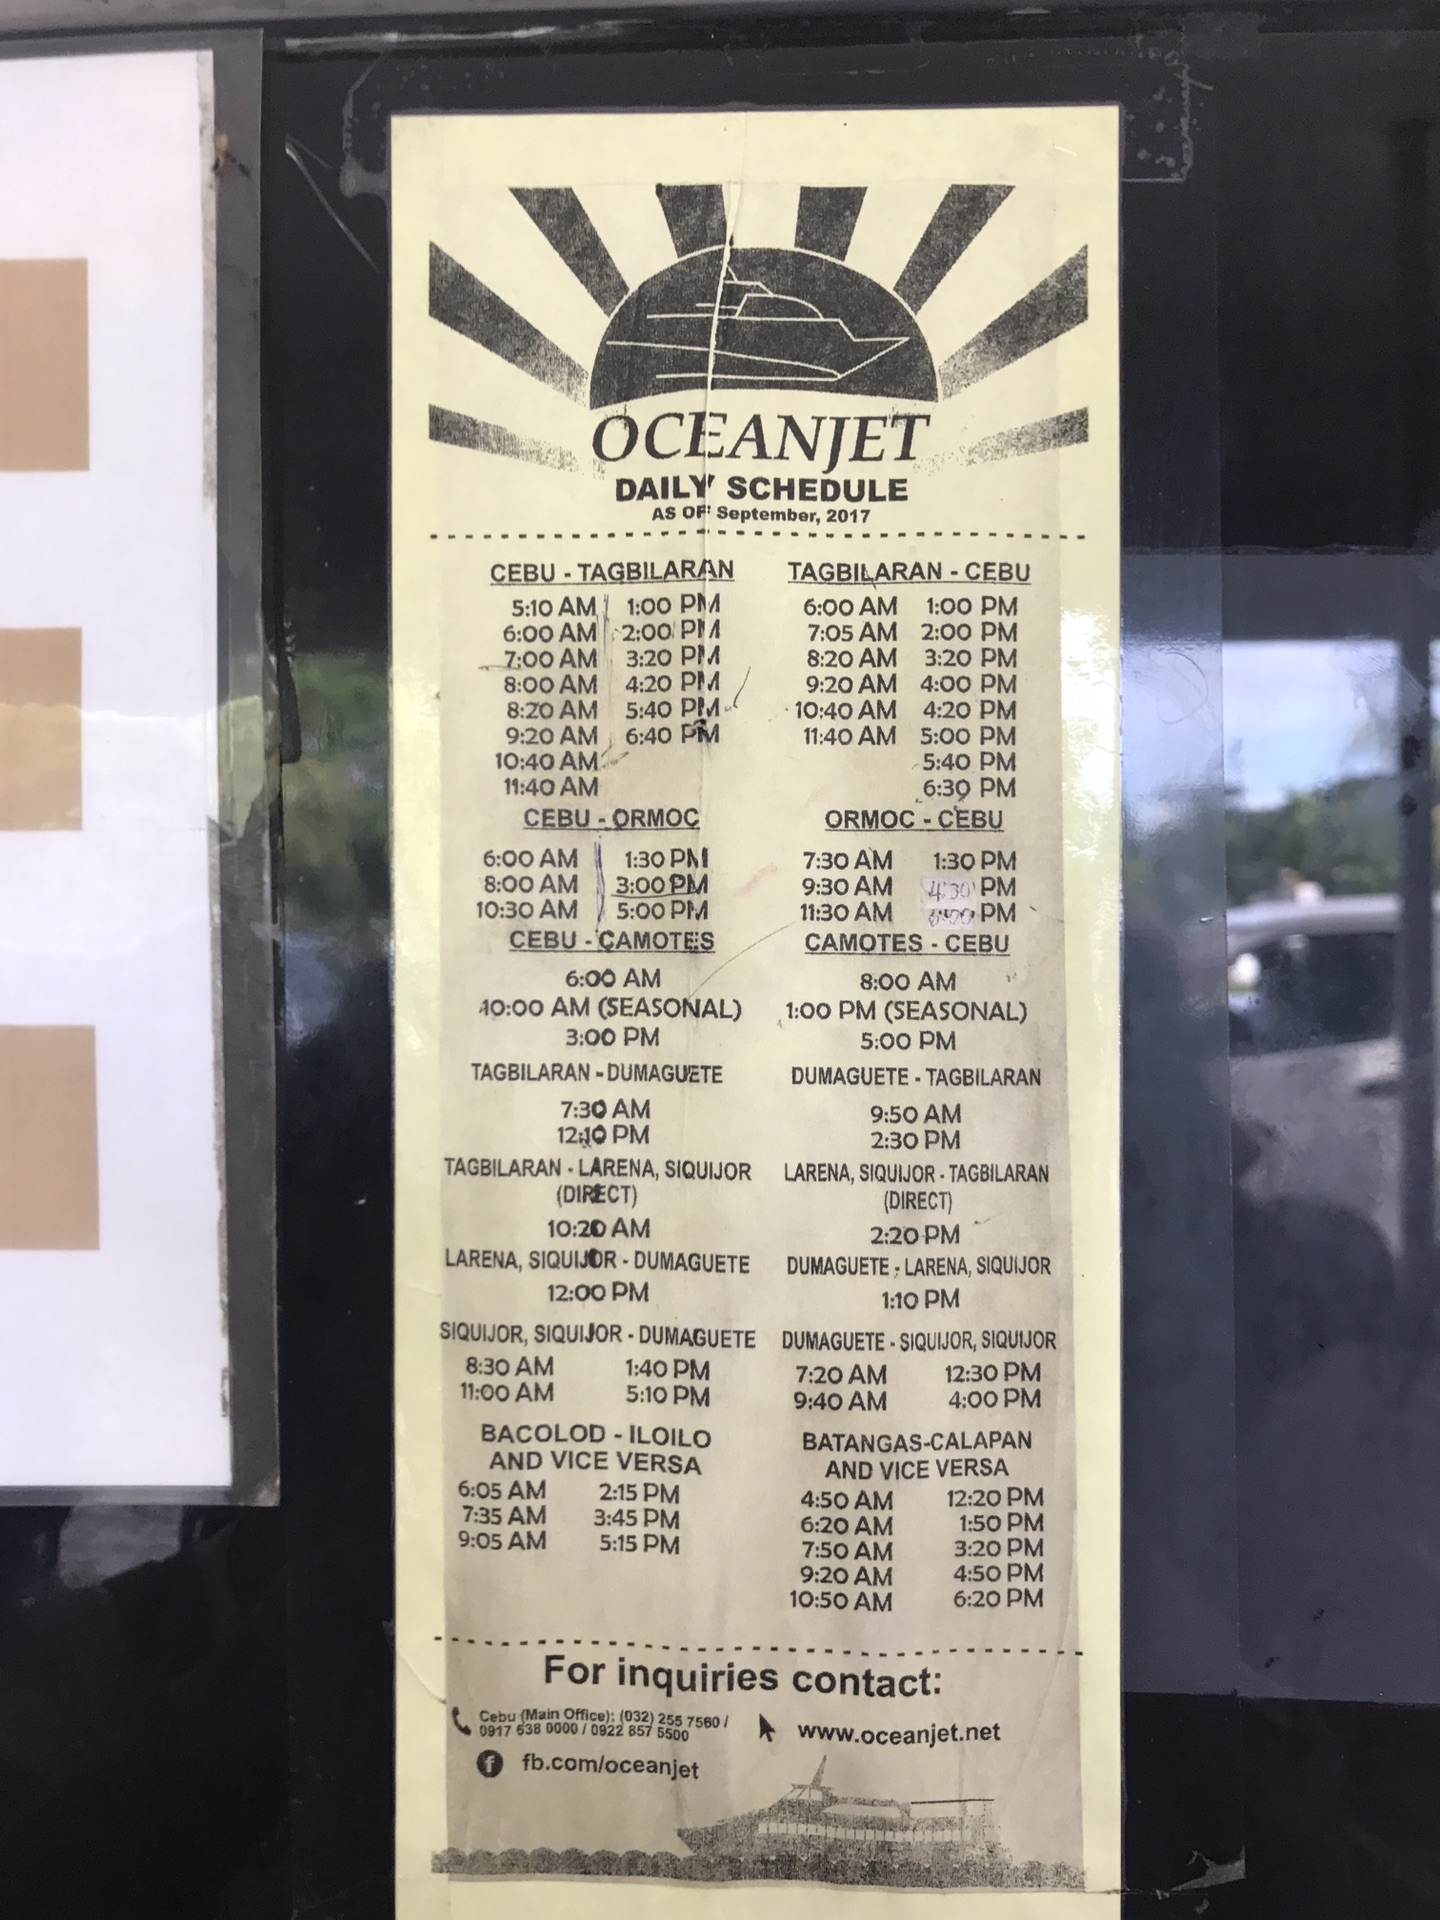 OCEANJET
DAILY SCHEDULE
AS OF September, 2017
CEBU - TAGBILARAN
5:10 AM 1:00 PM
6:00 AM 2:00 PM
7:00 AM 3:20 PM
8:00 AM 4:20 PM
8:20 AM 5:40 PM
9:20 AM 6:40 PM
10:40 AM
11:40 AM
TAGBILARAN - CEBU
6:00 AM 1:00 PM
7:05 AM 2:00 PM
8:20 AM 3:20 PM
9:20 AM 4:00 PM
10:40 AM 4:20 PM
11:40 AM 5:00 PM
5:40 PM
6:30 PM
CEBU - ORMOC
6:00 AM 1:30 PM
8:00 AM 3:00 PM
10:30 AM 5:00 PM
ORMOC - CEBU
7:30 AM 1:30 PM
9:30 AM 4:30 PM
11:30 AM PM
CEBU - CAMOTES
6:00 AM
10:00 AM (SEASONAL)
3:00 PM
CAMOTES - CEBU
8:00 AM
1:00 PM (SEASONAL)
5:00 PM
TAGBILARAN - DUMAGUETE
7:30 AM
12:10 PM
DUMAGUETE - TAGBILARAN
9:50 AM
2:30 PM
TAGBILARAN - LARENA, SIQUIJOR
(DIRECT)
10:20 AM
LARENA, SIQUIJOR - TAGBILARAN
(DIRECT)
2:20 PM
LARENA, SIQUIJOR - DUMAGUETE
12:00 PM
DUMAGUETE - LARENA, SIQUIJOR
1:10 PM
SIQUIJOR, SIQUIJOR - DUMAGUETE
8:30 AM 1:40 PM
11:00 AM 5:10 PM
DUMAGUETE - SIQUIJOR, SIQUIJOR
7:20 AM 12:30 PM
9:40 AM 4:00 PM
BACOLOD - ILOILO
AND VICE VERSA
6:05 AM 2:15 PM
7:35 AM 3:45 PM
9:05 AM 5:15 PM
BATANGAS-CALAPAN
AND VICE VERSA
4:50 AM 12:20 PM
6:20 AM 1:50 PM
7:50 AM 3:20 PM
9:20 AM 4:50 PM
10:50 AM 6:20 PM
For inquiries contact:
Cebu (Main Office): (032) 255 7560 /
0917 638 0000 / 0922 857 5500
www.oceanjet.net
fb.com/oceanjet